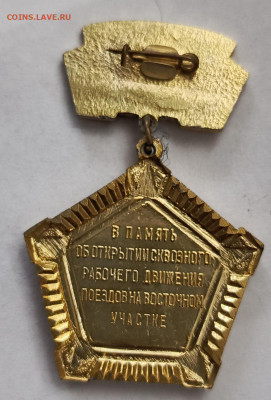 COINS.LAVE.RU
В ПАМЯТЬ
ОБ ОТКРЫТИИ СКВОЗНОГО
РАБОЧЕГО ДВИЖЕНИЯ
ПОЕЗДОВ НА ВОСТОЧНОМ
УЧАСТКЕ